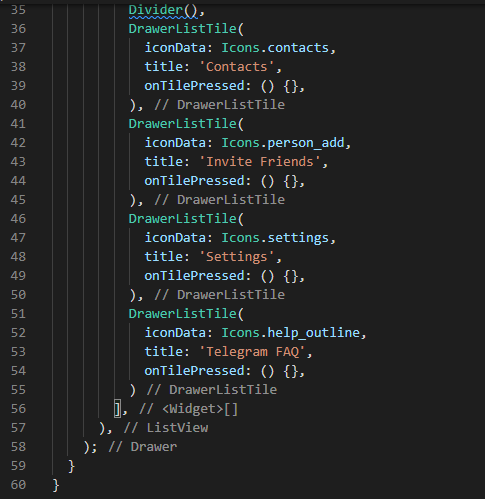 35 Divider(),
36 DrawerListTile(
37 iconData: Icons.contacts,
38 title: 'Contacts',
39 onTilePressed: () {},
40 ), // DrawerListTile
41 DrawerListTile(
42 iconData: Icons.person_add,
43 title: 'Invite Friends',
44 onTilePressed: () {},
45 ), // DrawerListTile
46 DrawerListTile(
47 iconData: Icons.settings,
48 title: 'Settings',
49 onTilePressed: () {},
50 ), // DrawerListTile
51 DrawerListTile(
52 iconData: Icons.help_outline,
53 title: 'Telegram FAQ',
54 onTilePressed: () {},
55 ) // DrawerListTile
56 ], // <Widget>[]
57 ), // ListView
58 ); // Drawer
59 }
60 }